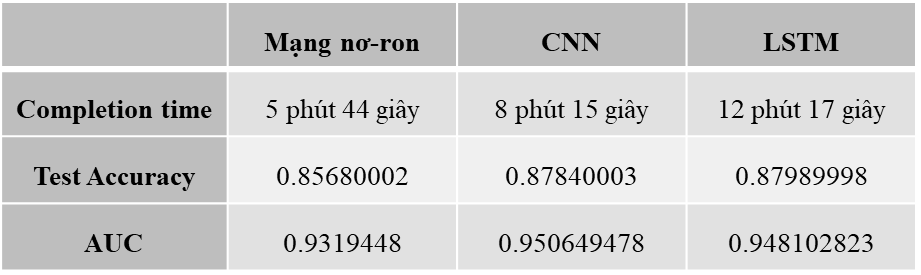 Mạng nơ-ron CNN LSTM
Completion time 5 phút 44 giây 8 phút 15 giây 12 phút 17 giây
Test Accuracy 0.85680002 0.87840003 0.87989998
AUC 0.9319448 0.950649478 0.948102823